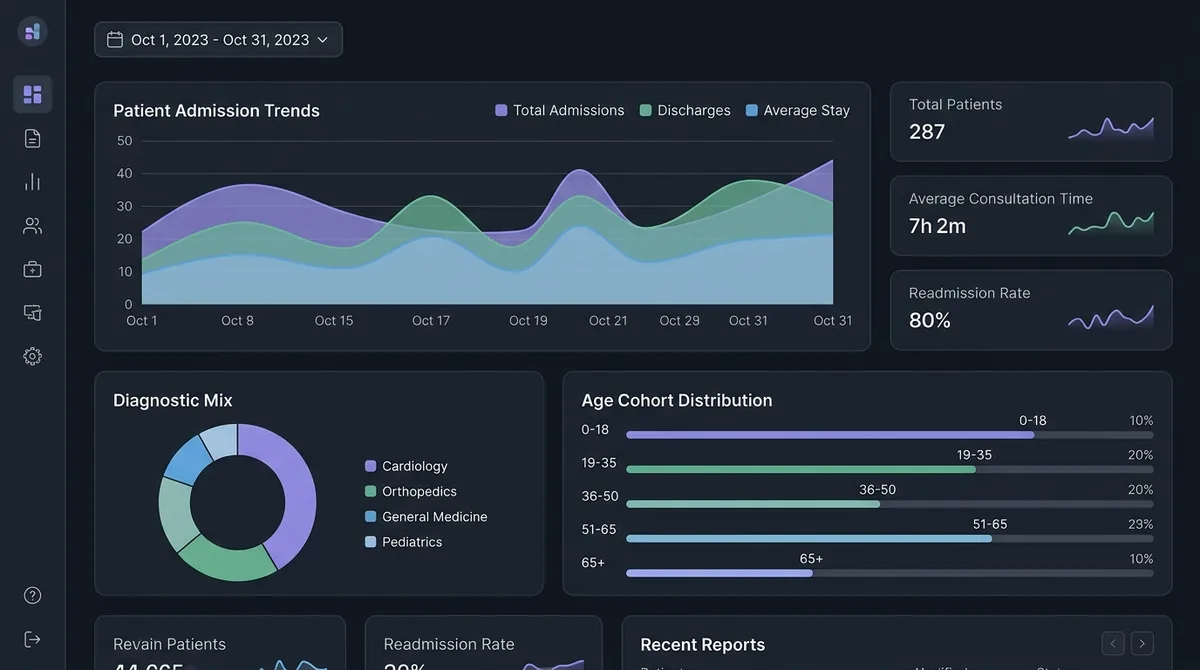 Oct 1, 2023 - Oct 31, 2023
Patient Admission Trends
Total Admissions
Discharges
Average Stay
50
40
30
20
10
0
Oct 1
Oct 8
Oct 15
Oct 17
Oct 19
Oct 21
Oct 29
Oct 31
Oct 31
Total Patients
287
Average Consultation Time
7h 2m
Readmission Rate
80%
Diagnostic Mix
Cardiology
Orthopedics
General Medicine
Pediatrics
Age Cohort Distribution
0-18
0-18
10%
19-35
19-35
20%
36-50
36-50
20%
51-65
51-65
23%
65+
65+
10%
Revain Patients
Readmission Rate
Recent Reports